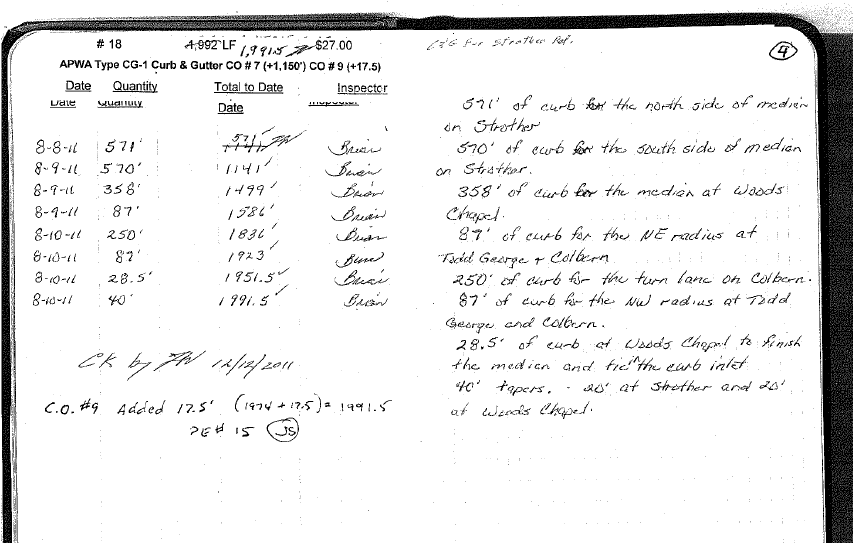 # 18 4,992 LF 1,991.5 $27.00
APWA Type CG-1 Curb & Gutter CO # 7 (+1,150') CO # 9 (+17.5)
Date Quantity Total to Date Inspector
Date Quantity Date Inspector
8-8-11 571' 1141 571' Brian
8-9-11 570' 1141' Brian
8-9-11 358' 1499' Brian
8-9-11 87' 1586' Brian
8-10-11 250' 1836' Brian
8-10-11 87' 1923' Brian
8-10-11 28.5' 1951.5' Brian
8-10-11 40' 1991.5' Brian
CK by 12/12/2011
C.O. #9 Added 17.5' (1974 + 17.5) = 1991.5
PE# 15 JS
C&G For Strother Ref.
4
571' of curb for the north side of median
on Strother
570' of curb for the south side of median
on Strother.
358' of curb for the median at Woods
Chapel.
87' of curb for the NE radius at
Todd George + Colbern
250' of curb for the turn lane on Colbern.
87' of curb for the NW radius at Todd
George and Colbern.
28.5' of curb at Woods Chapel to finish
the median and tie in the curb inlet
40' tapers. - 20' at Strother and 20'
at Woods Chapel.